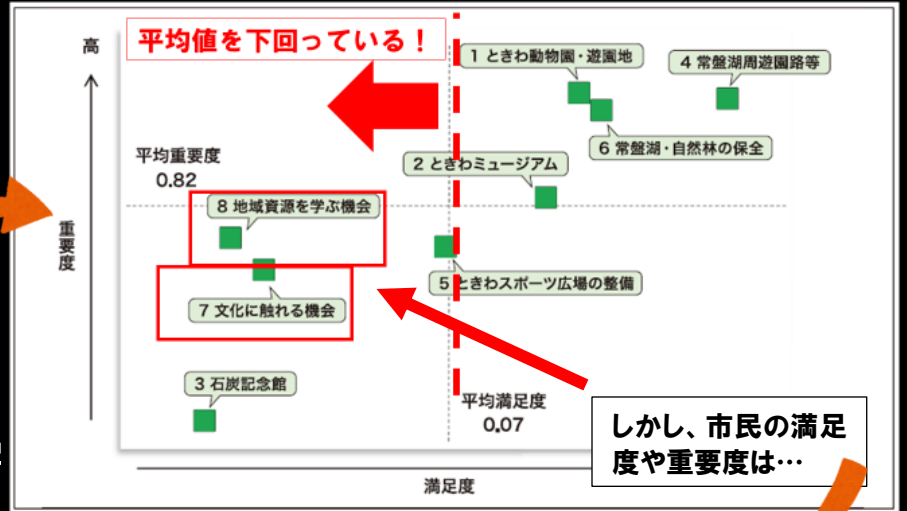 平均値を下回っている！
高
1 ときわ動物園・遊園地
4 常盤湖周遊園路等
平均重要度
0.82
2 ときわミュージアム
6 常盤湖・自然林の保全
8 地域資源を学ぶ機会
重要度
5 ときわスポーツ広場の整備
7 文化に触れる機会
3 石炭記念館
平均満足度
0.07
しかし、市民の満足
度や重要度は…
満足度